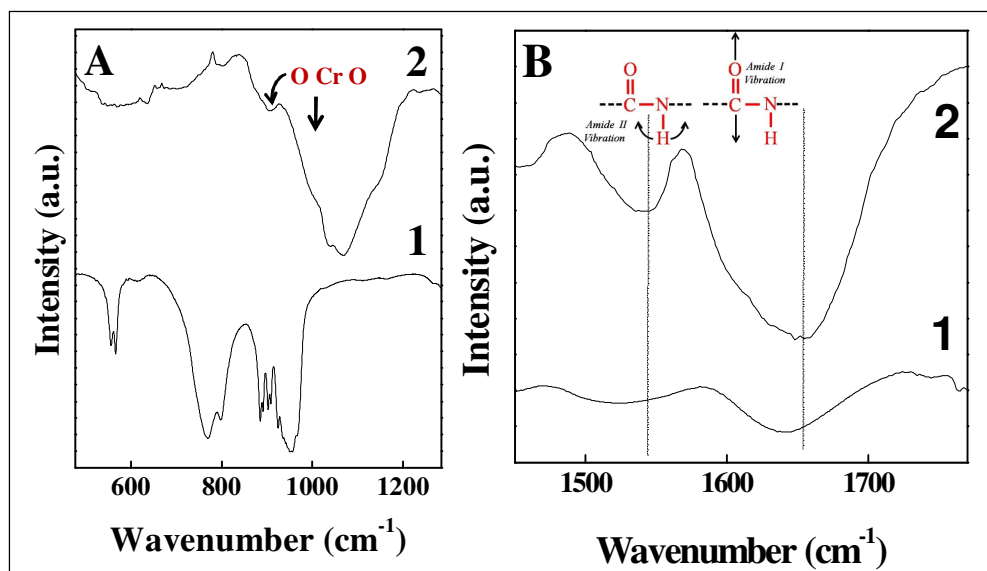 A
2
O Cr O
1
Intensity (a.u.)
600 800 1000 1200
Wavenumber (cm-1)
B
O
C N
H
Amide II
Vibration
O
Amide I
Vibration
C N
H
2
1
Intensity (a.u.)
1500 1600 1700
Wavenumber (cm-1)